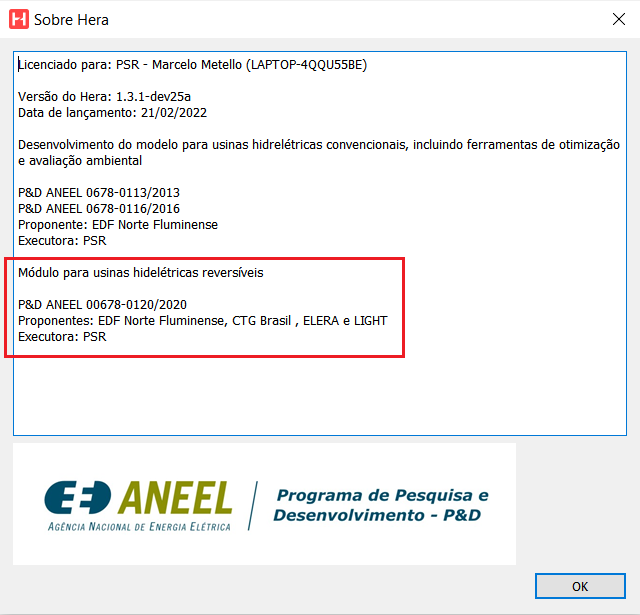 Sobre Hera
Licenciado para: PSR - Marcelo Metello (LAPTOP-4QQU55BE)
Versão do Hera: 1.3.1-dev25a
Data de lançamento: 21/02/2022
Desenvolvimento do modelo para usinas hidrelétricas convencionais, incluindo ferramentas de otimização
e avaliação ambiental
P&D ANEEL 0678-0113/2013
P&D ANEEL 0678-0116/2016
Proponente: EDF Norte Fluminense
Executora: PSR
Módulo para usinas hidelétricas reversíveis
P&D ANEEL 00678-0120/2020
Proponentes: EDF Norte Fluminense, CTG Brasil , ELERA e LIGHT
Executora: PSR
ANEEL
AGÊNCIA NACIONAL DE ENERGIA ELÉTRICA
Programa de Pesquisa e
Desenvolvimento - P&D
OK